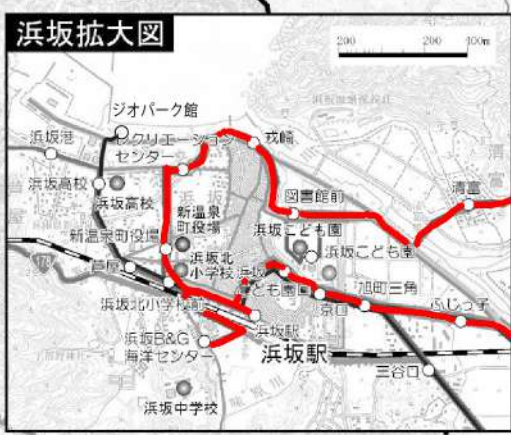 浜坂拡大図
200 200 400m
ジオパーク館
浜坂港
レクリエーション
センター
戎崎
浜坂高校
浜坂高校
図書館前
清富
清富
新温泉
町役場
浜坂こども園
新温泉町役場
浜坂こども園
芦屋
浜坂北
小学校
浜坂
こども園口
旭町三角
178
京口
ふじっ子
浜坂北小学校前
浜坂駅
浜坂B&G
海洋センター
浜坂駅
三谷口
浜坂中学校